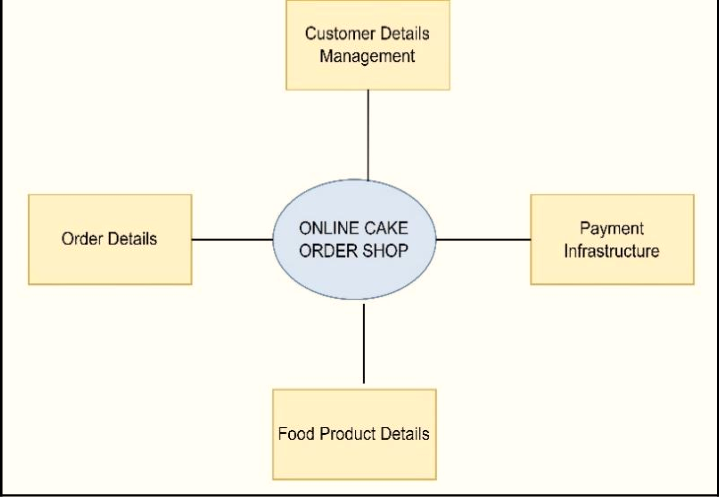 Customer Details
Management
Order Details
ONLINE CAKE
ORDER SHOP
Payment
Infrastructure
Food Product Details